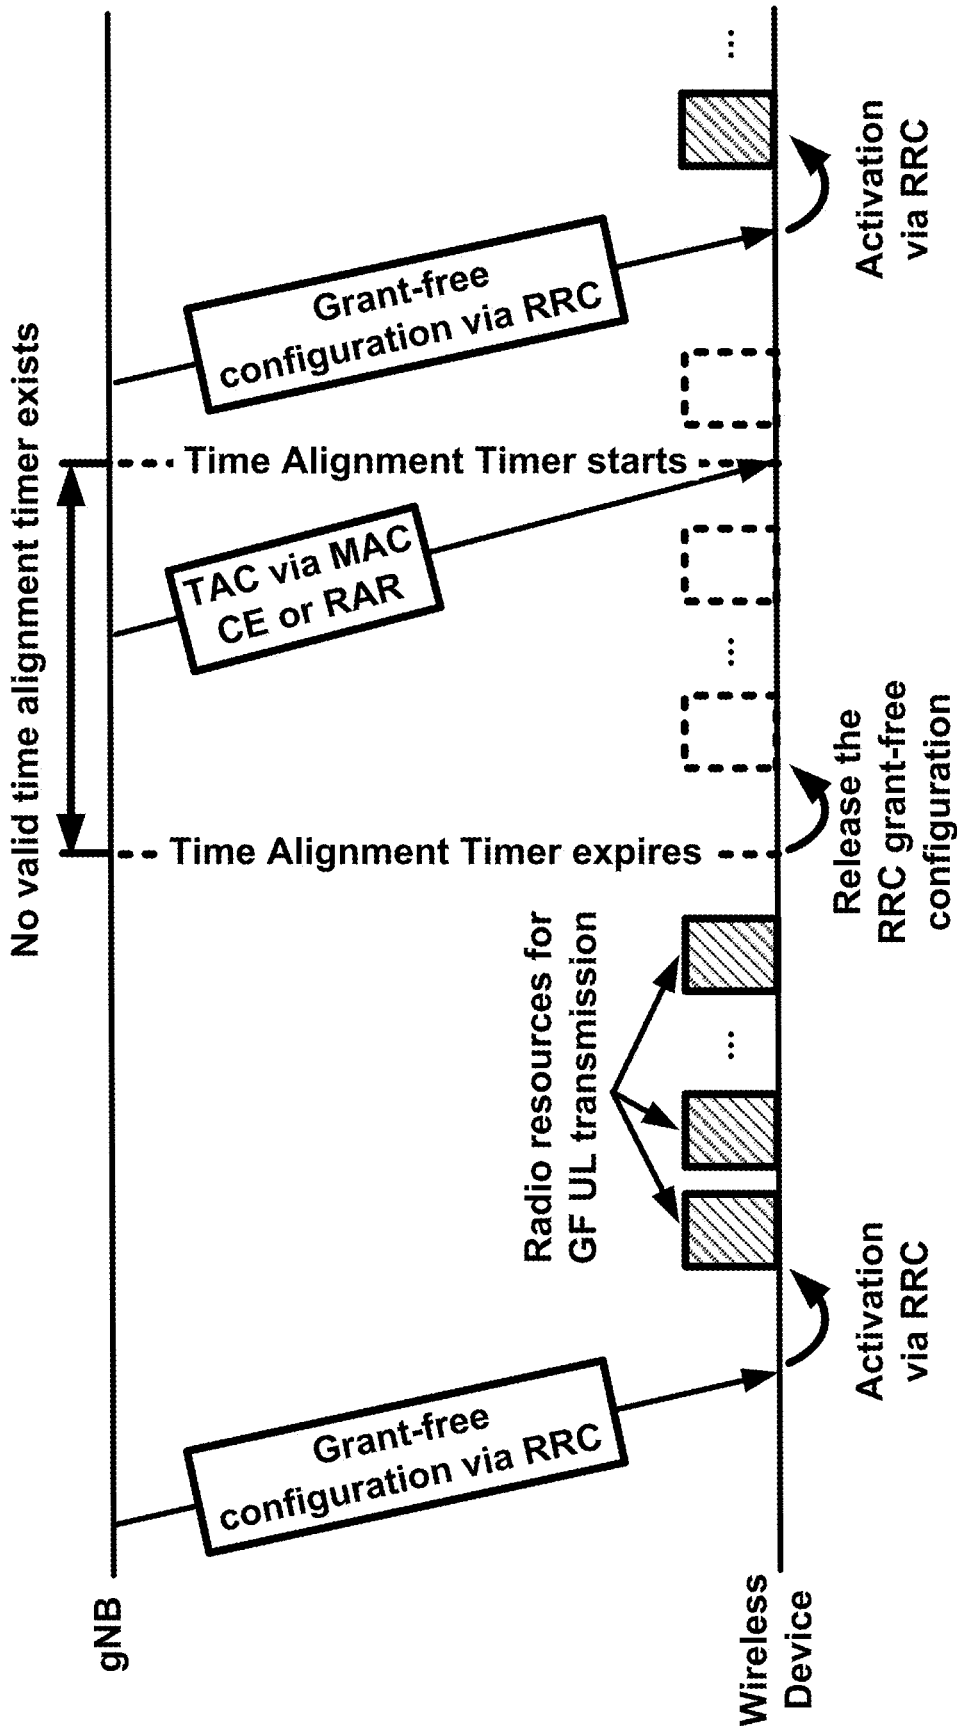 No valid time alignment timer exists
gNB
Grant-free
configuration via RRC
TAC via MAC
CE or RAR
Grant-free
configuration via RRC
Time Alignment Timer expires
Time Alignment Timer starts
Radio resources for
GF UL transmission
...
...
...
Wireless
Device
Activation
via RRC
Release the
RRC grant-free
configuration
Activation
via RRC